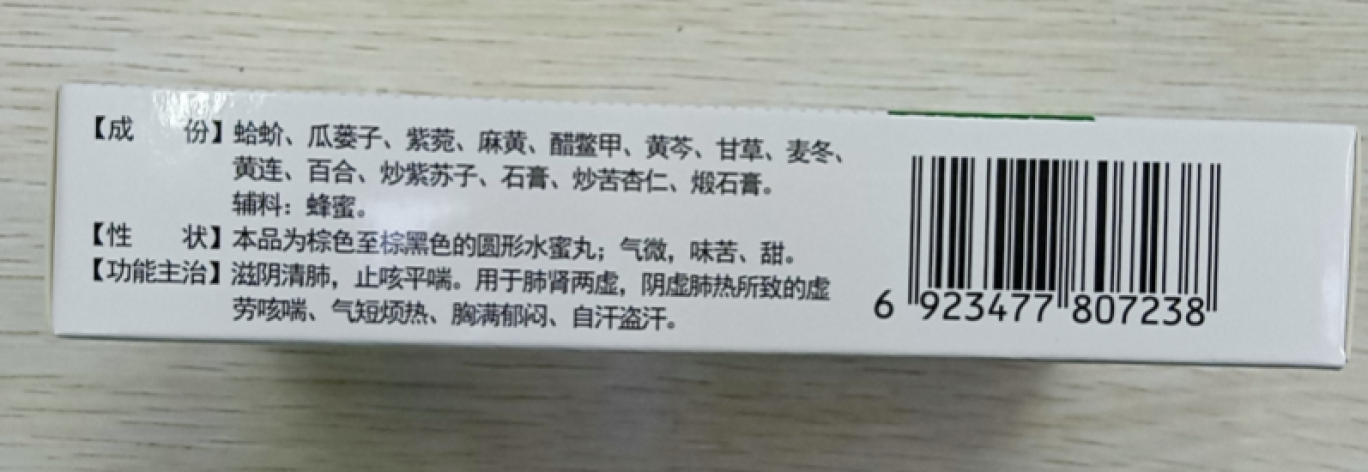 【成 份】蛤蚧、瓜蒌子、紫菀、麻黄、醋鳖甲、黄芩、甘草、麦冬、
黄连、百合、炒紫苏子、石膏、炒苦杏仁、煅石膏。
辅料：蜂蜜。
【性 状】本品为棕色至棕黑色的圆形水蜜丸；气微，味苦、甜。
【功能主治】滋阴清肺，止咳平喘。用于肺肾两虚，阴虚肺热所致的虚
劳咳喘、气短烦热、胸满郁闷、自汗盗汗。
6 923477 807238